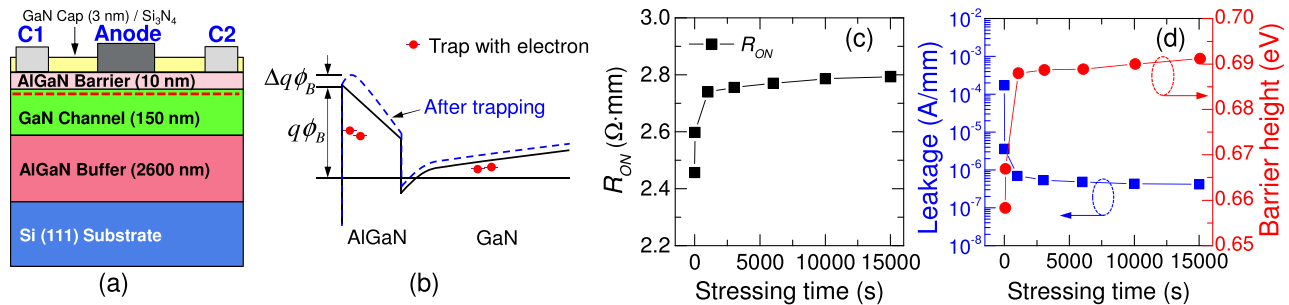 GaN Cap (3 nm) / Si3N4
C1
Anode
C2
AlGaN Barrier (10 nm)
GaN Channel (150 nm)
AlGaN Buffer (2600 nm)
Si (111) Substrate
(a)
Trap with electron
ΔqϕB
After trapping
qϕB
AlGaN
GaN
(b)
3.0
2.8
2.6
2.4
2.2
RON (Ω·mm)
RON
(c)
0
5000
10000
15000
Stressing time (s)
10-2
10-3
10-4
10-5
10-6
10-7
10-8
Leakage (A/mm)
(d)
0.70
0.69
0.68
0.67
0.66
0.65
Barrier height (eV)
0
5000
10000
15000
Stressing time (s)